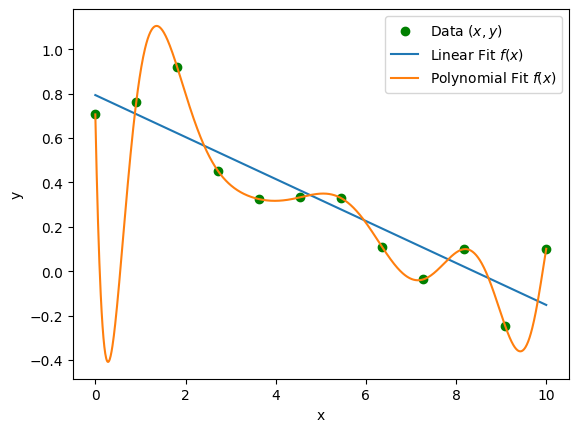 Data (x, y)
Linear Fit f(x)
Polynomial Fit f(x)
1.0
0.8
0.6
0.4
0.2
0.0
−0.2
−0.4
y
0 2 4 6 8 10
x